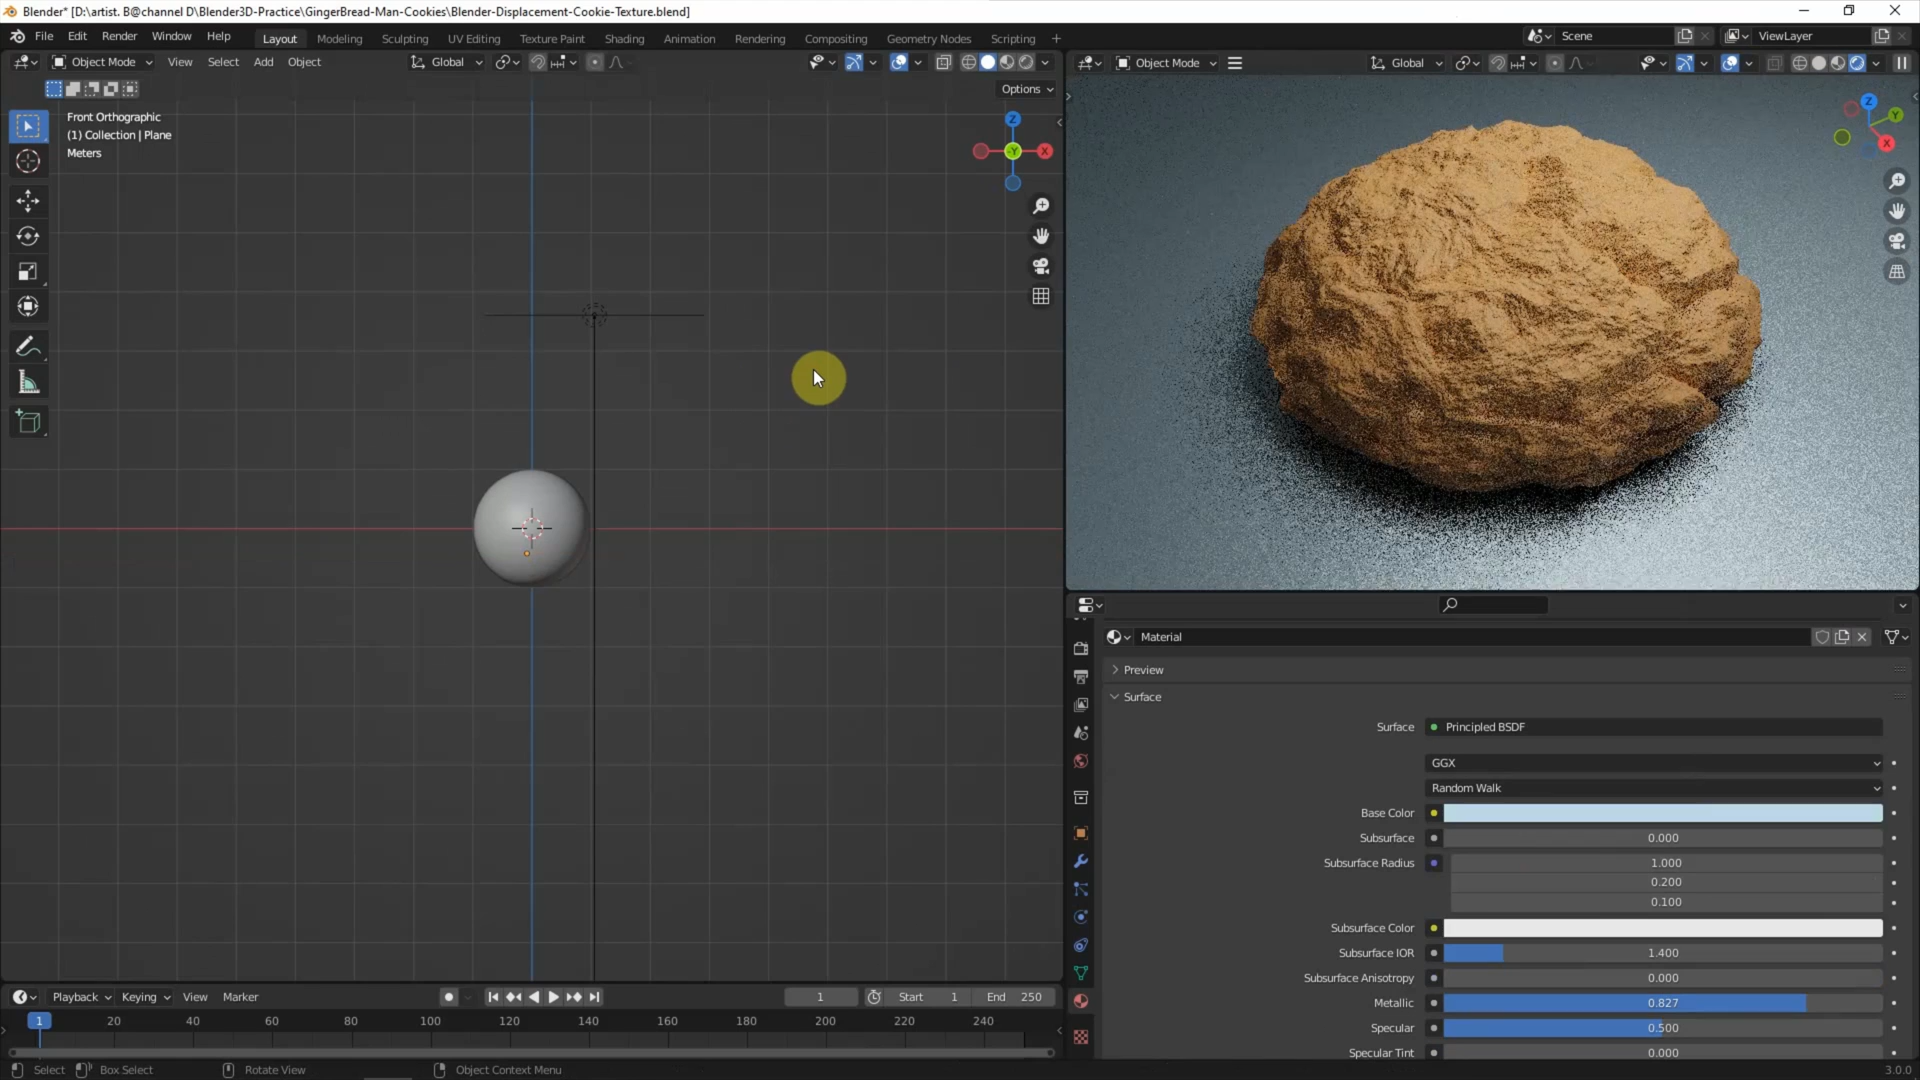 Blender* [D:\artist. B@channel D\Blender3D-Practice\GingerBread-Man-Cookies\Blender-Displacement-Cookie-Texture.blend]
File Edit Render Window Help Layout Modeling Sculpting UV Editing Texture Paint Shading Animation Rendering Compositing Geometry Nodes Scripting + Scene ViewLayer
Object Mode View Select Add Object Global
Object Mode Global
Options
Front Orthographic
(1) Collection | Plane
Meters
Z
Y X
Z
Y
X
Material
Preview
Surface
Surface Principled BSDF
GGX
Random Walk
Base Color
Subsurface 0.000
Subsurface Radius 1.000
0.200
0.100
Subsurface Color
Subsurface IOR 1.400
Subsurface Anisotropy 0.000
Metallic 0.827
Specular 0.500
Specular Tint 0.000
Playback Keying View Marker 1 Start 1 End 250
1 20 40 60 80 100 120 140 160 180 200 220 240
Select Box Select Rotate View Object Context Menu 3.0.0